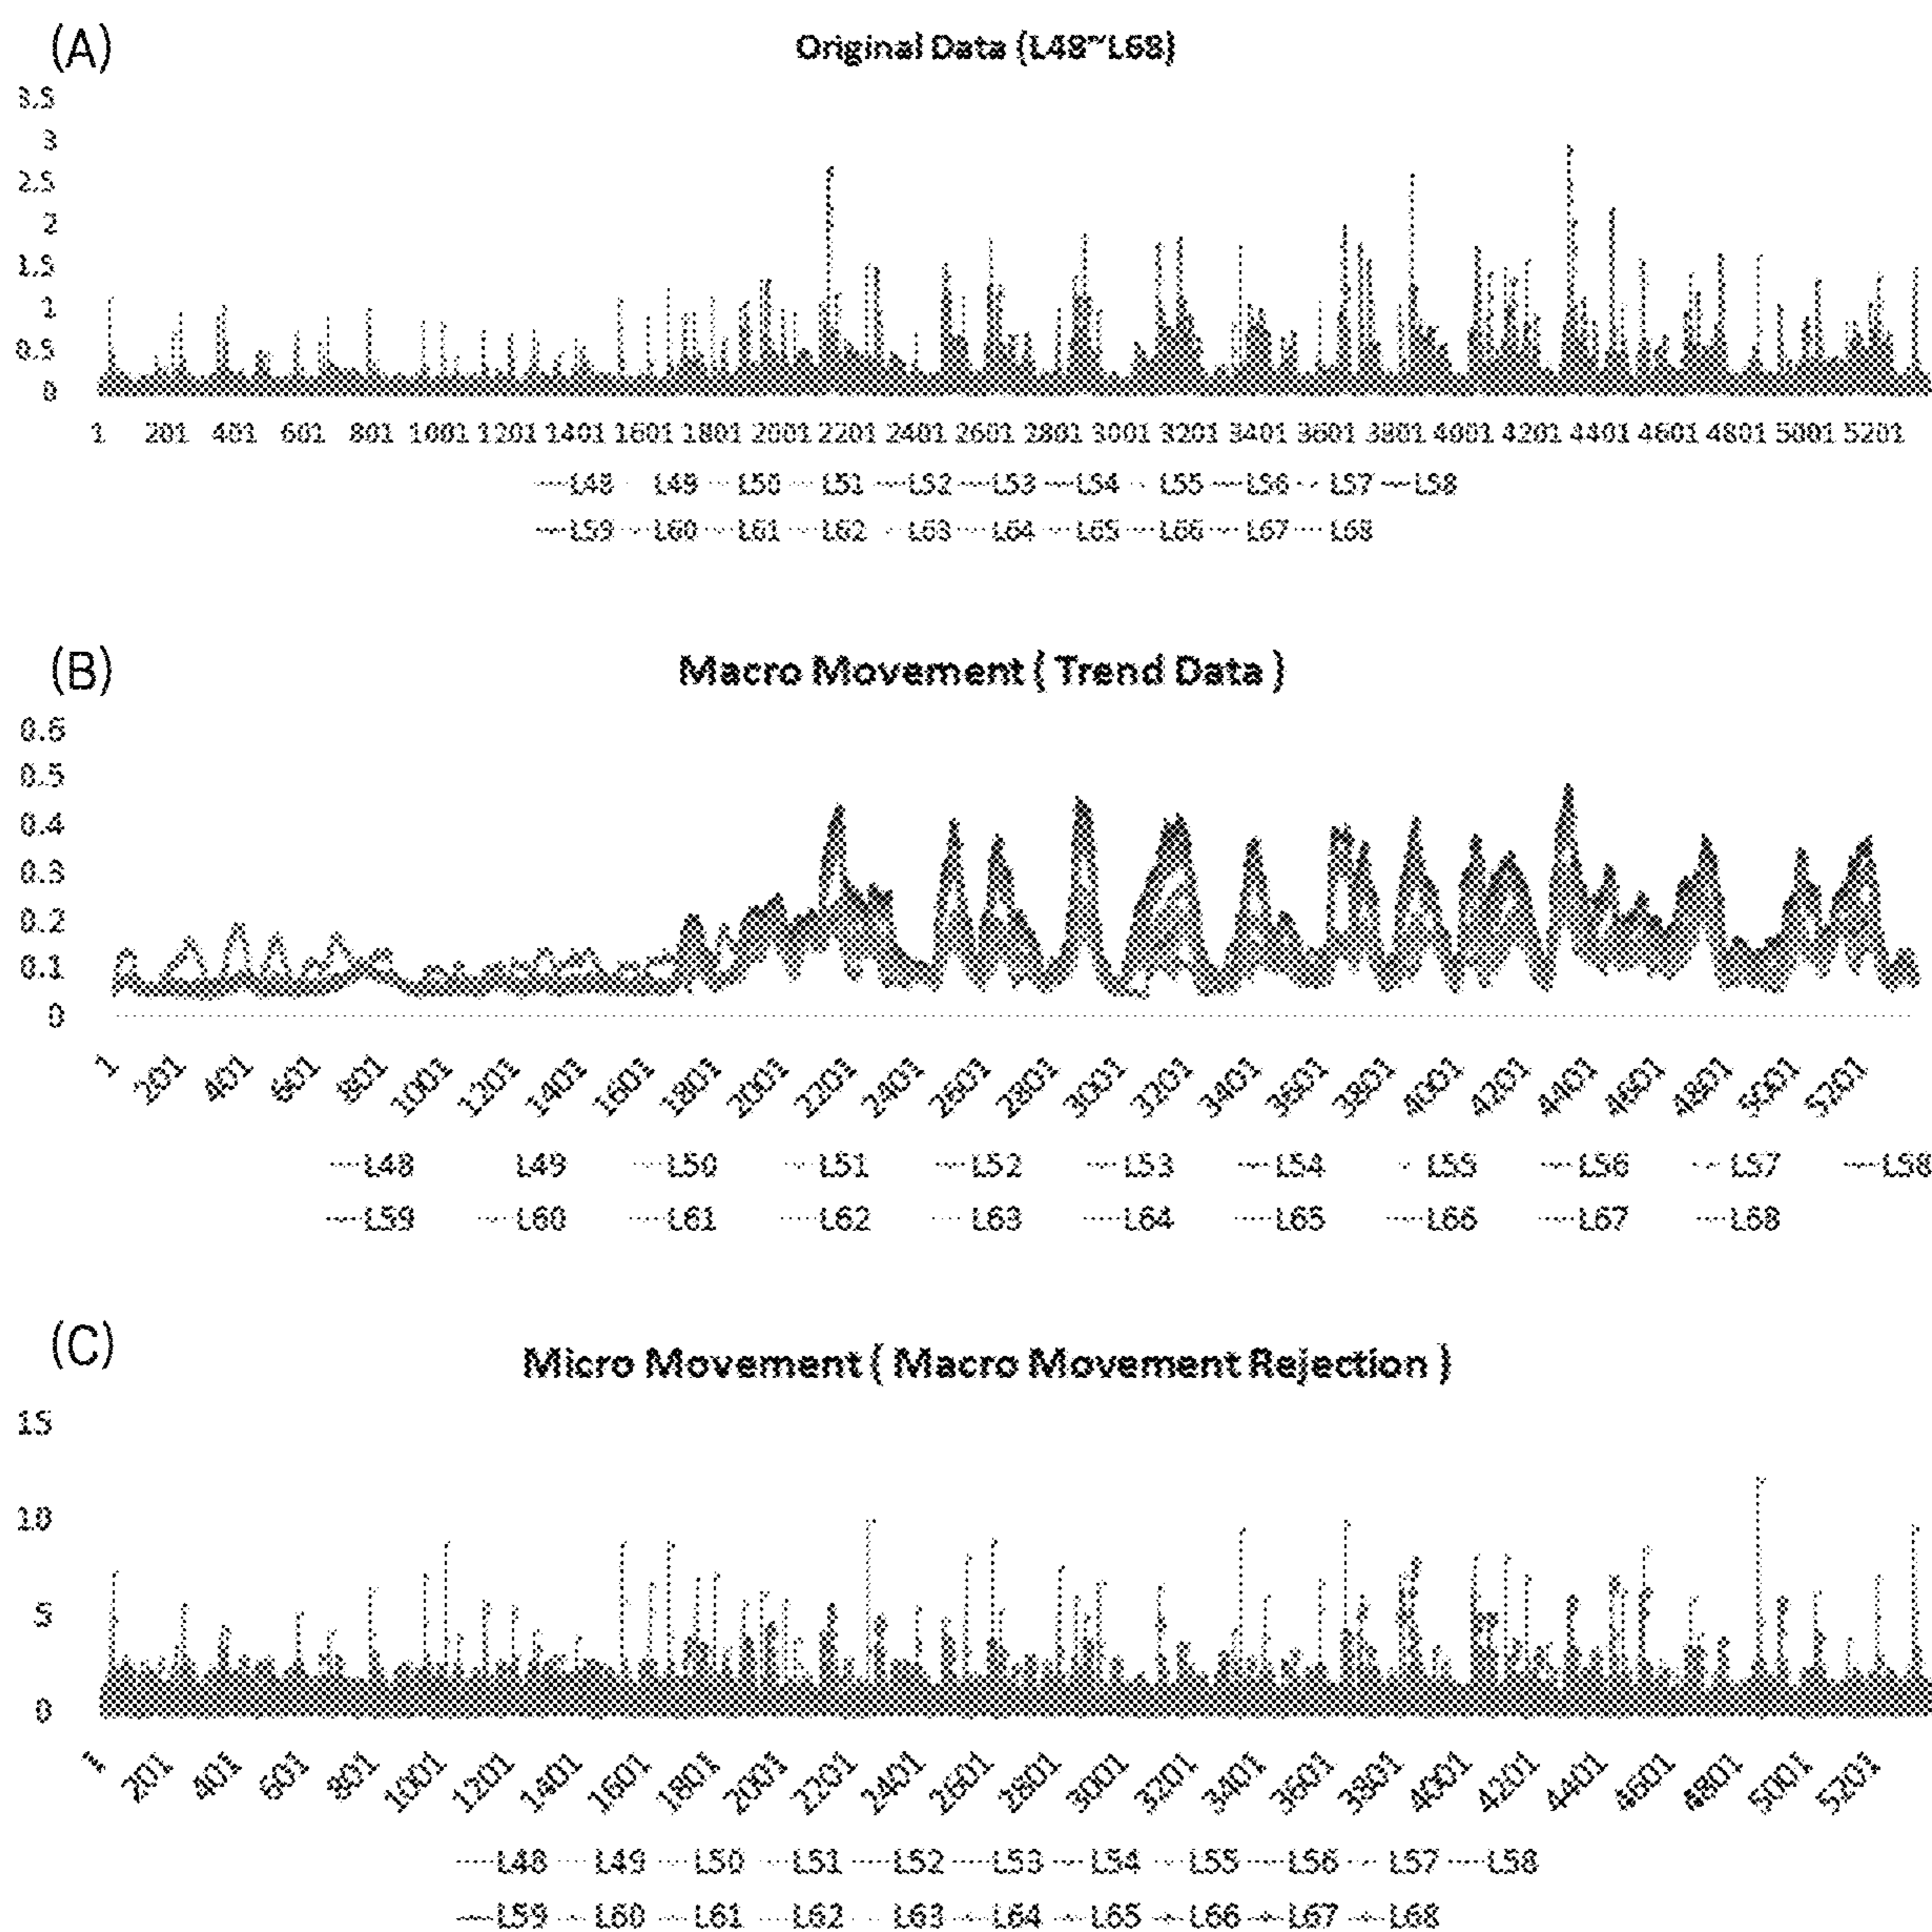 (A)
Original Data (L48~L68)
3.5
3
2.5
2
1.5
1
0.5
0
1 201 401 601 801 1001 1201 1401 1601 1801 2001 2201 2401 2601 2801 3001 3201 3401 3601 3801 4001 4201 4401 4601 4801 5001 5201
L48 L49 L50 L51 L52 L53 L54 L55 L56 L57 L58
L59 L60 L61 L62 L63 L64 L65 L66 L67 L68
(B)
Macro Movement ( Trend Data )
0.6
0.5
0.4
0.3
0.2
0.1
0
1 201 401 601 801 1001 1201 1401 1601 1801 2001 2201 2401 2601 2801 3001 3201 3401 3601 3801 4001 4201 4401 4601 4801 5001 5201
L48 L49 L50 L51 L52 L53 L54 L55 L56 L57 L58
L59 L60 L61 L62 L63 L64 L65 L66 L67 L68
(C)
Micro Movement ( Macro Movement Rejection )
15
10
5
0
1 201 401 601 801 1001 1201 1401 1601 1801 2001 2201 2401 2601 2801 3001 3201 3401 3601 3801 4001 4201 4401 4601 4801 5001 5201
L48 L49 L50 L51 L52 L53 L54 L55 L56 L57 L58
L59 L60 L61 L62 L63 L64 L65 L66 L67 L68